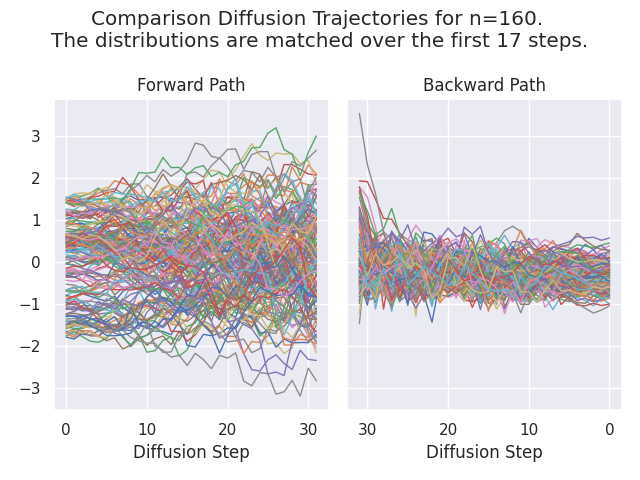 Comparison Diffusion Trajectories for n=160.
The distributions are matched over the first 17 steps.
Forward Path
Backward Path
3
2
1
0
−1
−2
−3
0 10 20 30
30 20 10 0
Diffusion Step
Diffusion Step